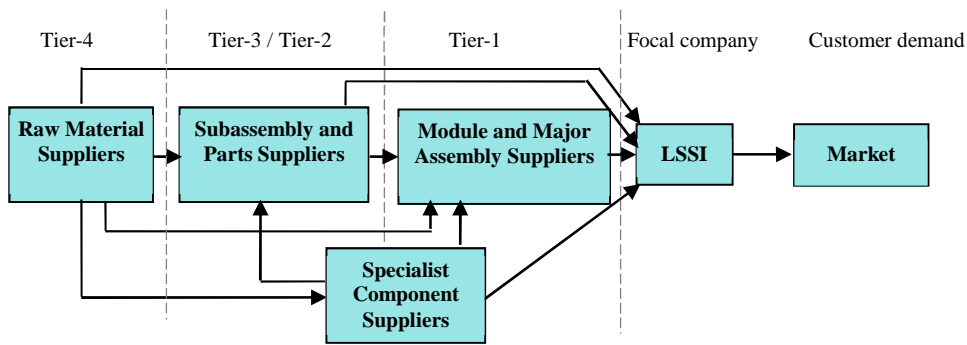 Tier-4
Tier-3 / Tier-2
Tier-1
Focal company
Customer demand
Raw Material
Suppliers
Subassembly and
Parts Suppliers
Module and Major
Assembly Suppliers
LSSI
Market
Specialist
Component
Suppliers